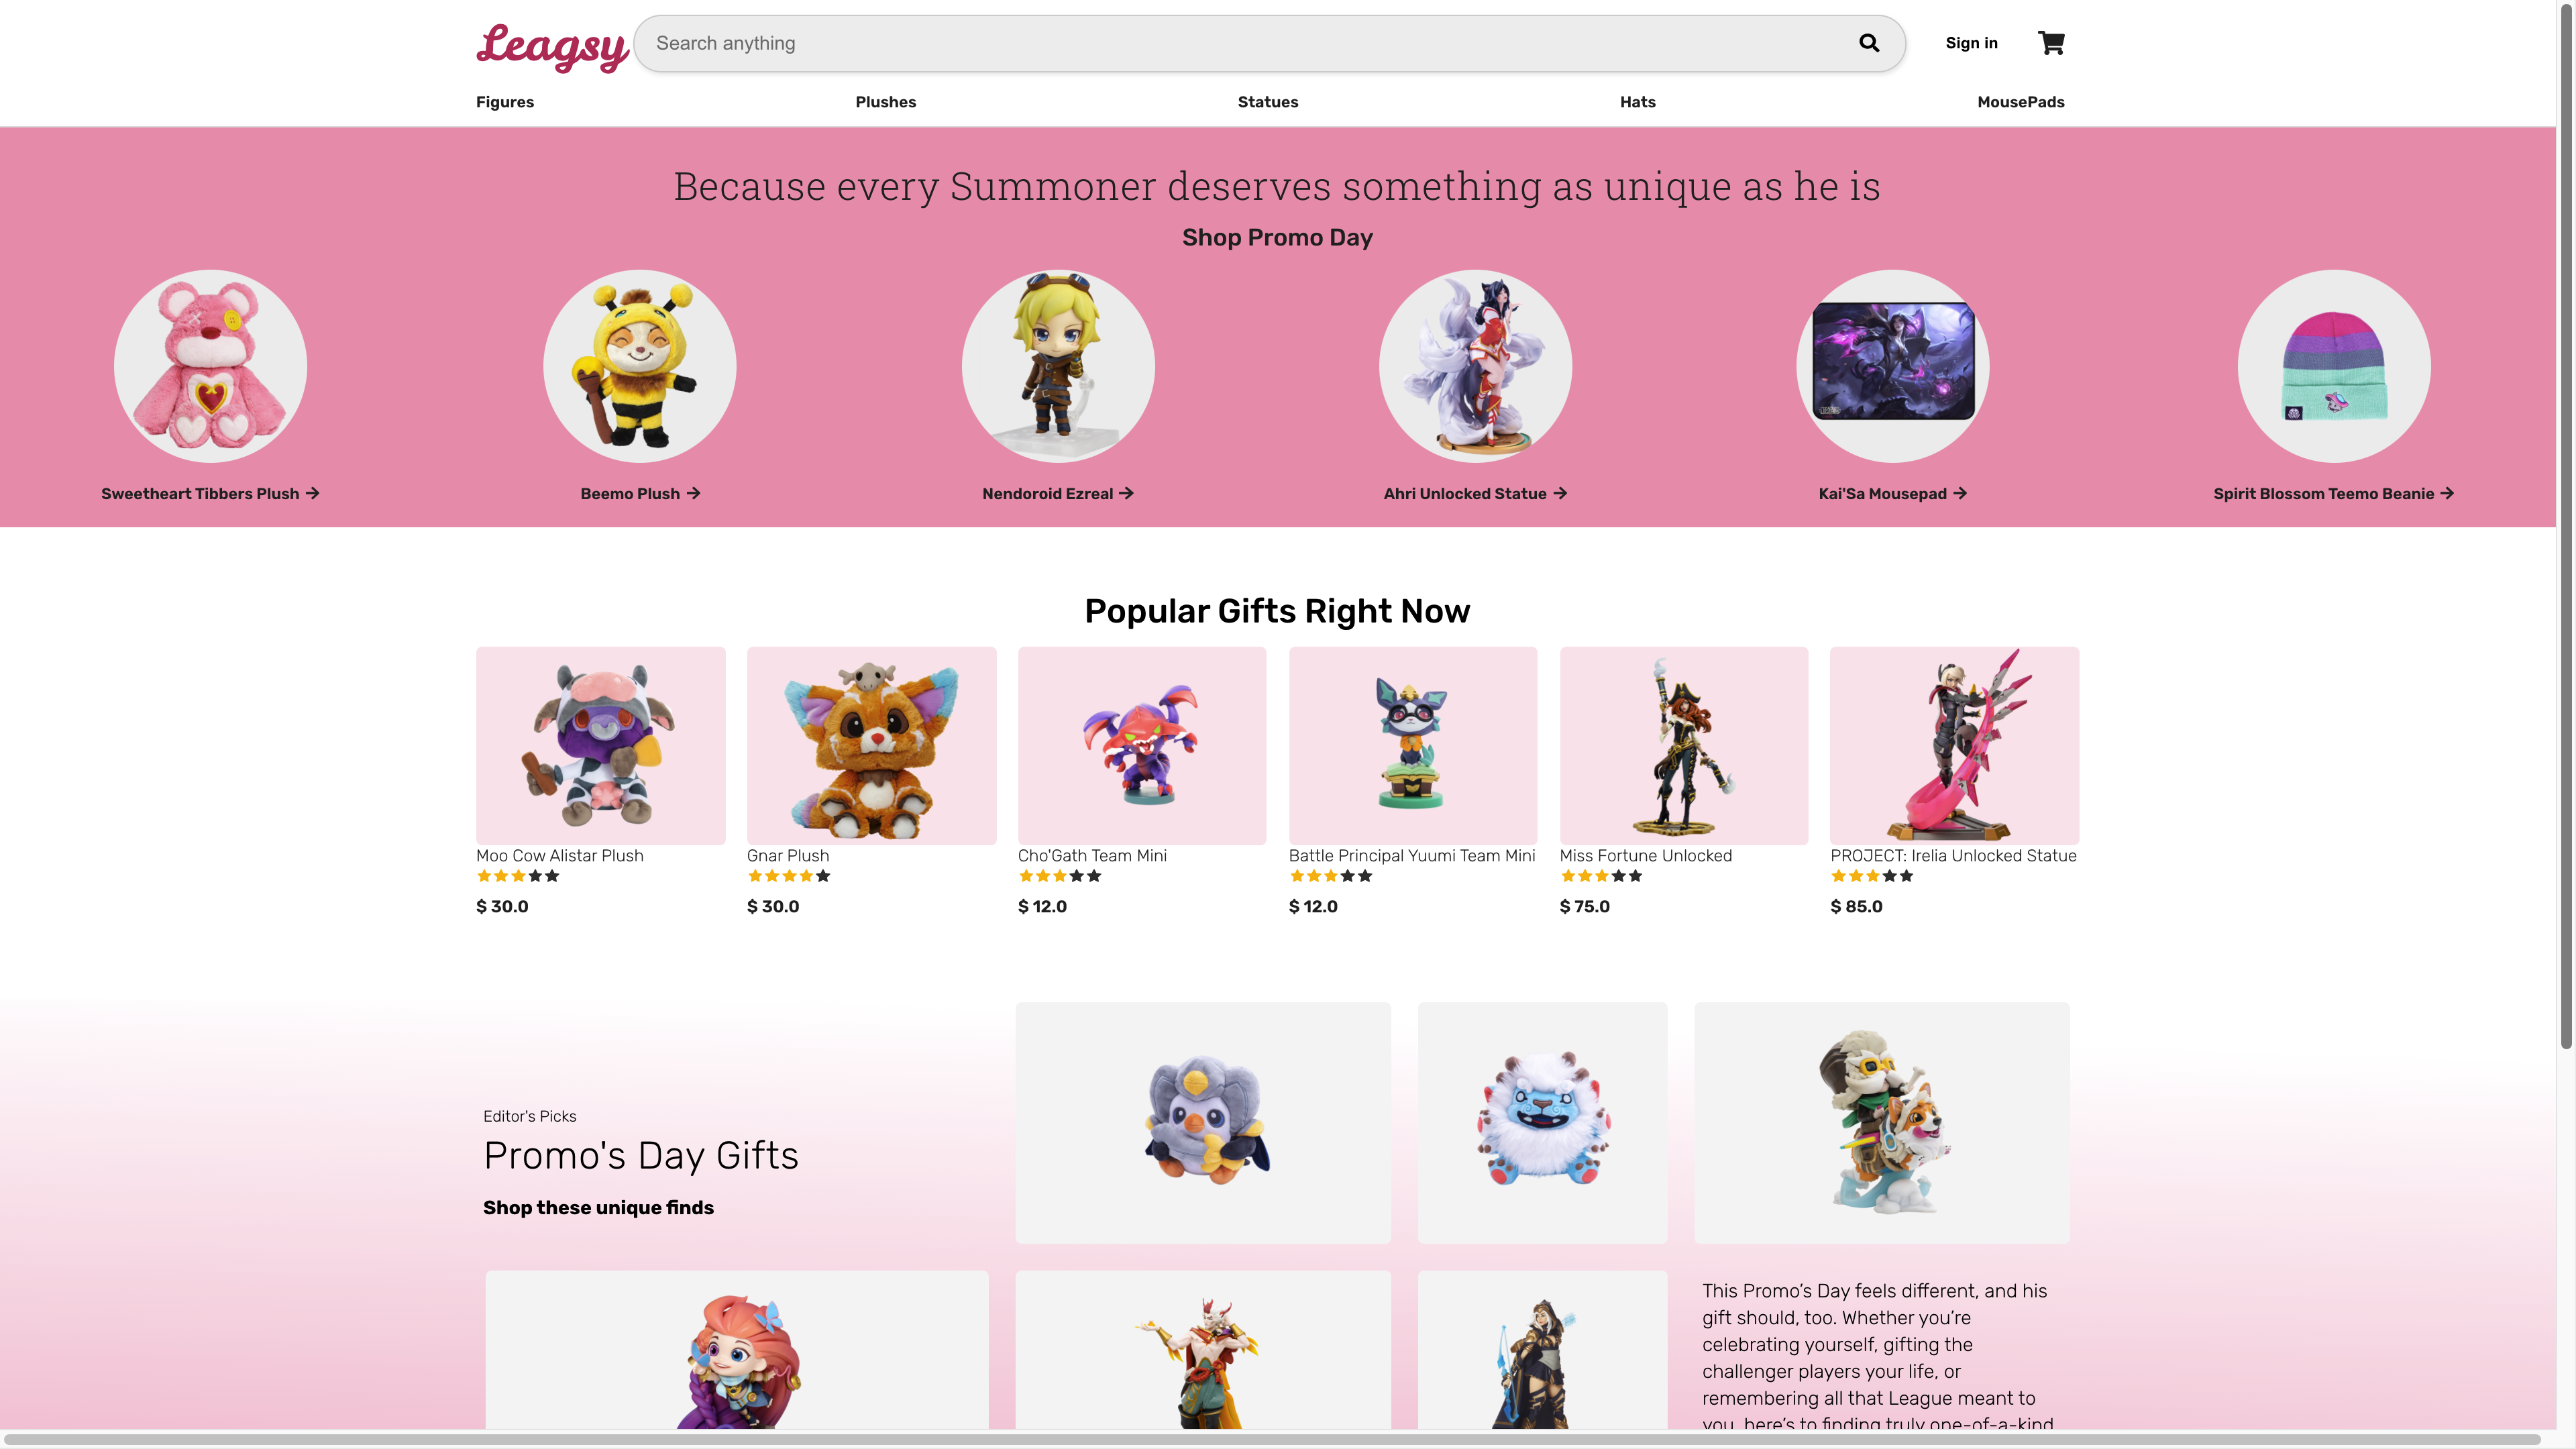 Leagsy
Search anything
Sign in
Figures
Plushes
Statues
Hats
MousePads
Because every Summoner deserves something as unique as he is
Shop Promo Day
Sweetheart Tibbers Plush →
Beemo Plush →
Nendoroid Ezreal →
Ahri Unlocked Statue →
Kai'Sa Mousepad →
Spirit Blossom Teemo Beanie →
Popular Gifts Right Now
Moo Cow Alistar Plush
$ 30.0
Gnar Plush
$ 30.0
Cho'Gath Team Mini
$ 12.0
Battle Principal Yuumi Team Mini
$ 12.0
Miss Fortune Unlocked
$ 75.0
PROJECT: Irelia Unlocked Statue
$ 85.0
Editor's Picks
Promo's Day Gifts
Shop these unique finds
This Promo’s Day feels different, and his
gift should, too. Whether you’re
celebrating yourself, gifting the
challenger players your life, or
remembering all that League meant to
you, here’s to finding truly one-of-a-kind